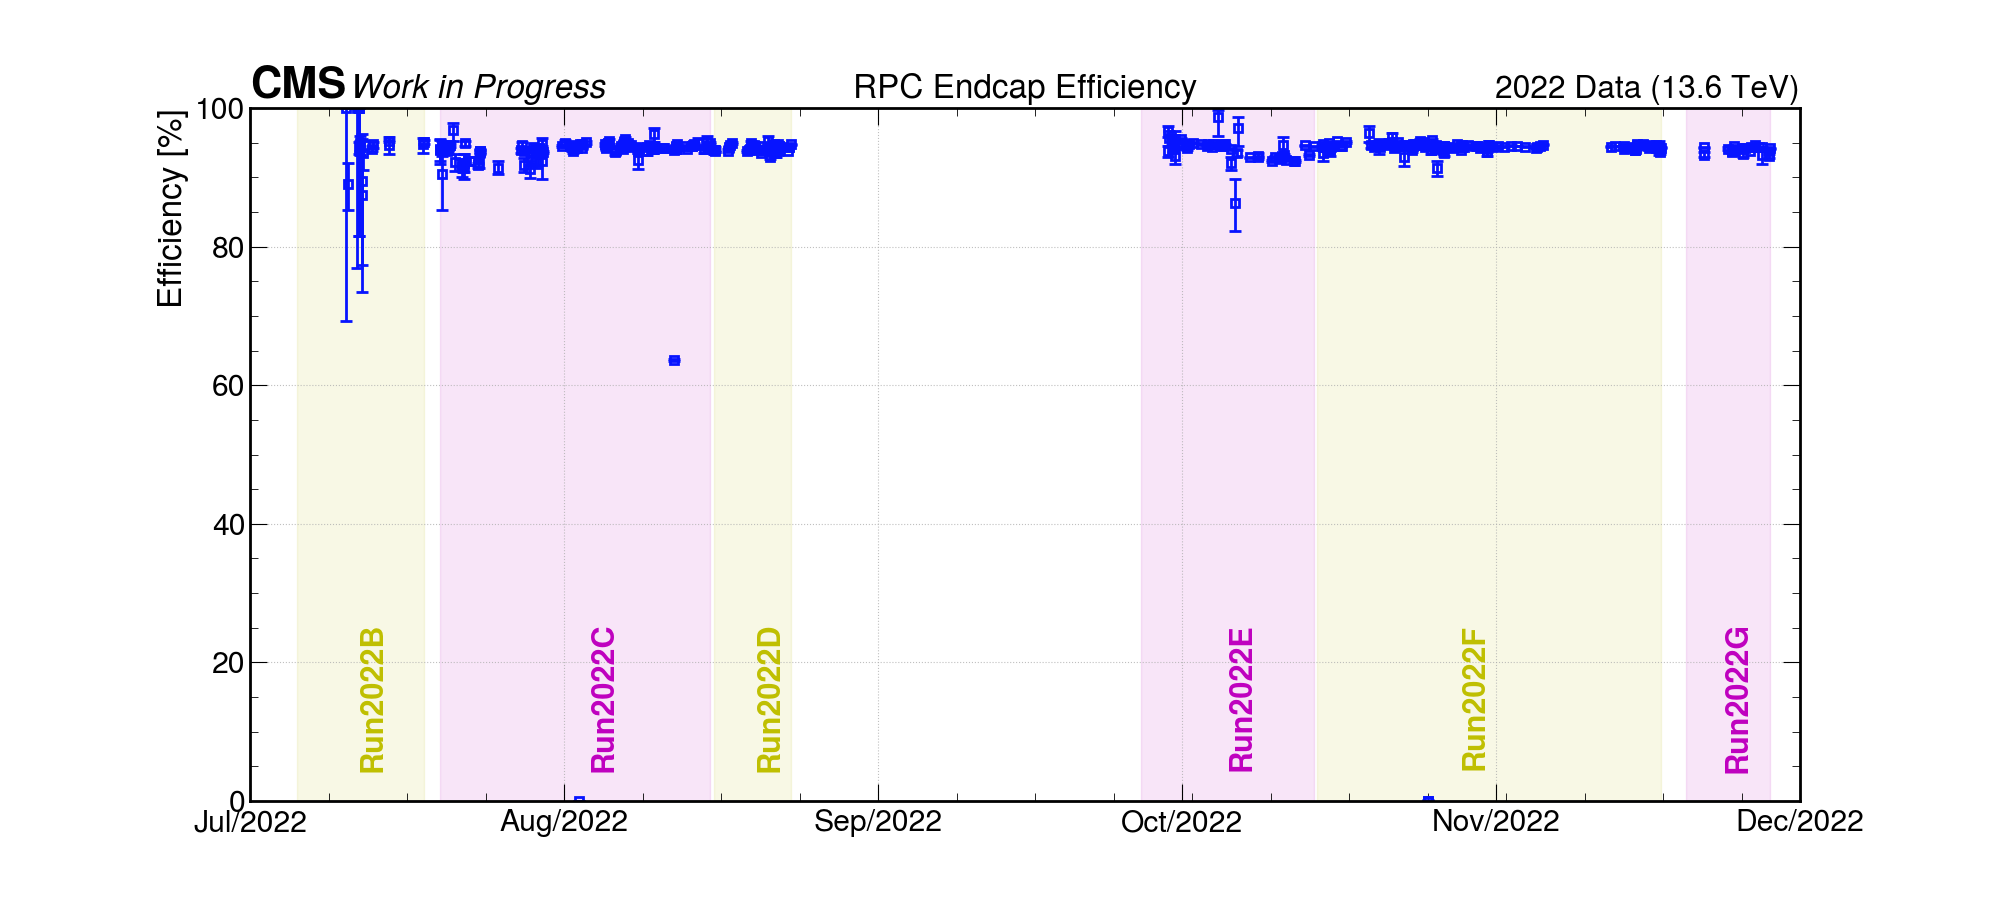 CMS Work in Progress RPC Endcap Efficiency 2022 Data (13.6 TeV)
Efficiency [%]
100
80
60
40
20
0
Run2022B Run2022C Run2022D Run2022E Run2022F Run2022G
Jul/2022 Aug/2022 Sep/2022 Oct/2022 Nov/2022 Dec/2022